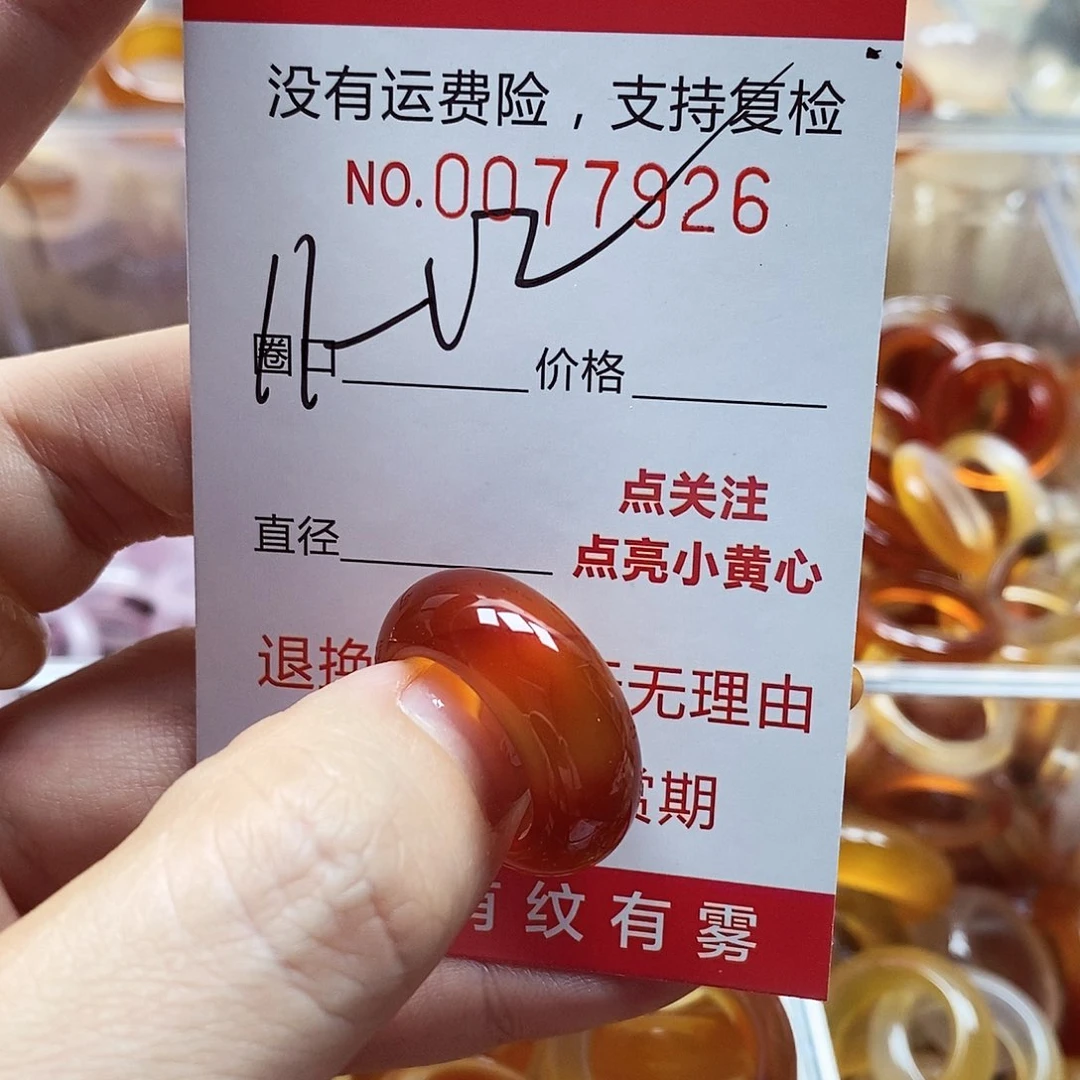 没有运费险，支持复检
NO.0077926
圈口 价格
点关注
直径 点亮小黄心
退换 无理由
赏期
有纹有雾